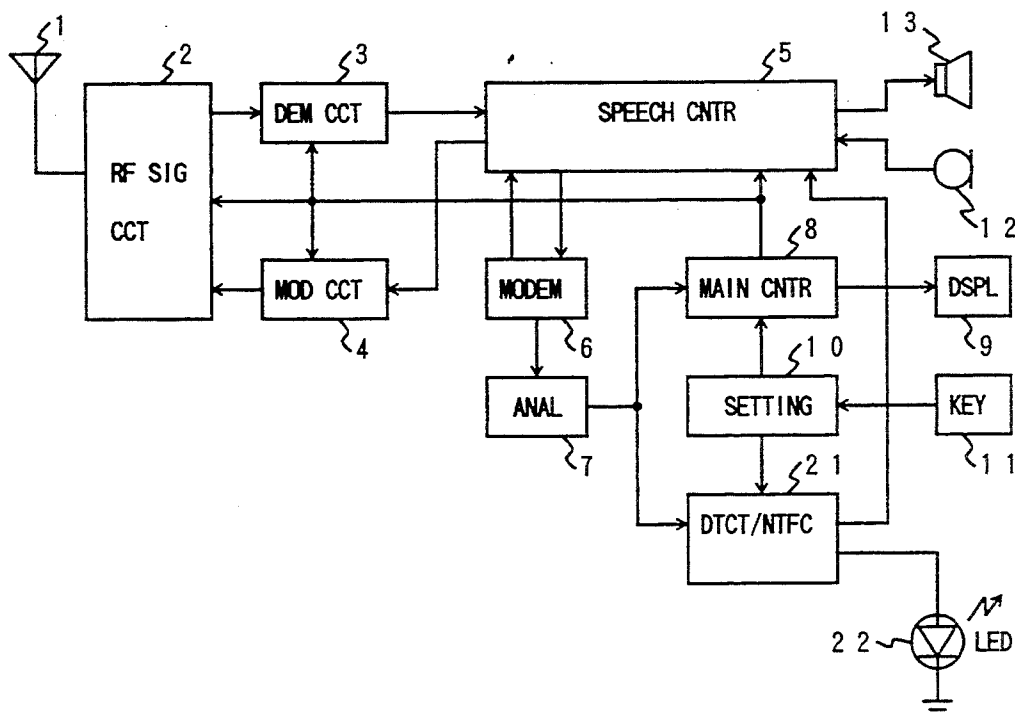 1
2
3
5
1 3
DEM CCT
SPEECH CNTR
RF SIG
CCT
1 2
8
MOD CCT
MODEM
MAIN CNTR
DSPL
4
6
1 0
9
ANAL
SETTING
KEY
7
2 1
1 1
DTCT/NTFC
2 2
LED